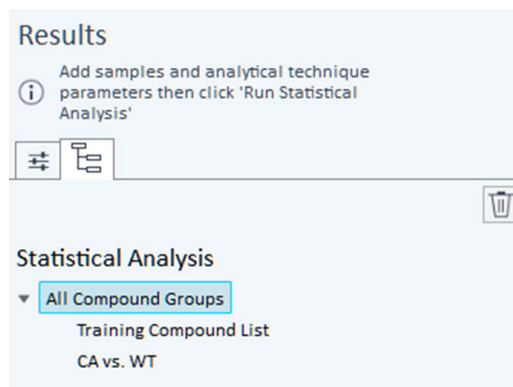 Results
Add samples and analytical technique
parameters then click 'Run Statistical
Analysis'
Statistical Analysis
All Compound Groups
Training Compound List
CA vs. WT